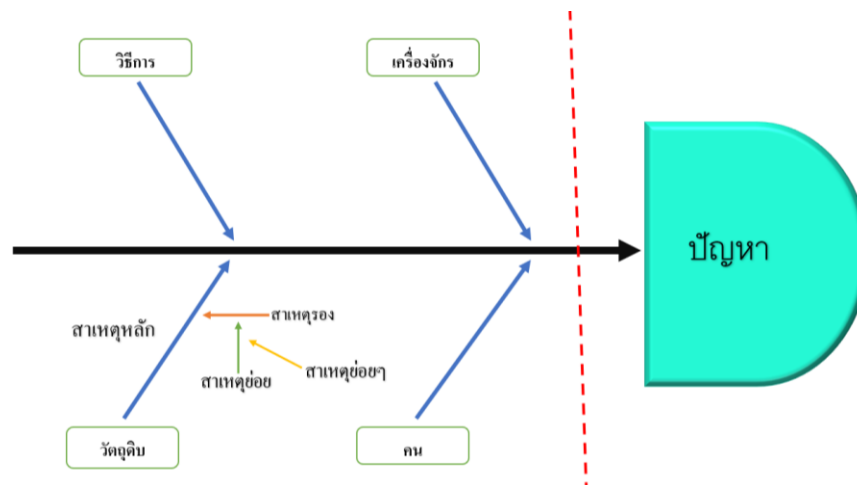 วิธีการ
เครื่องจักร
ปัญหา
สาเหตุหลัก
สาเหตุรอง
สาเหตุย่อย
สาเหตุย่อยๆ
วัตถุดิบ
คน